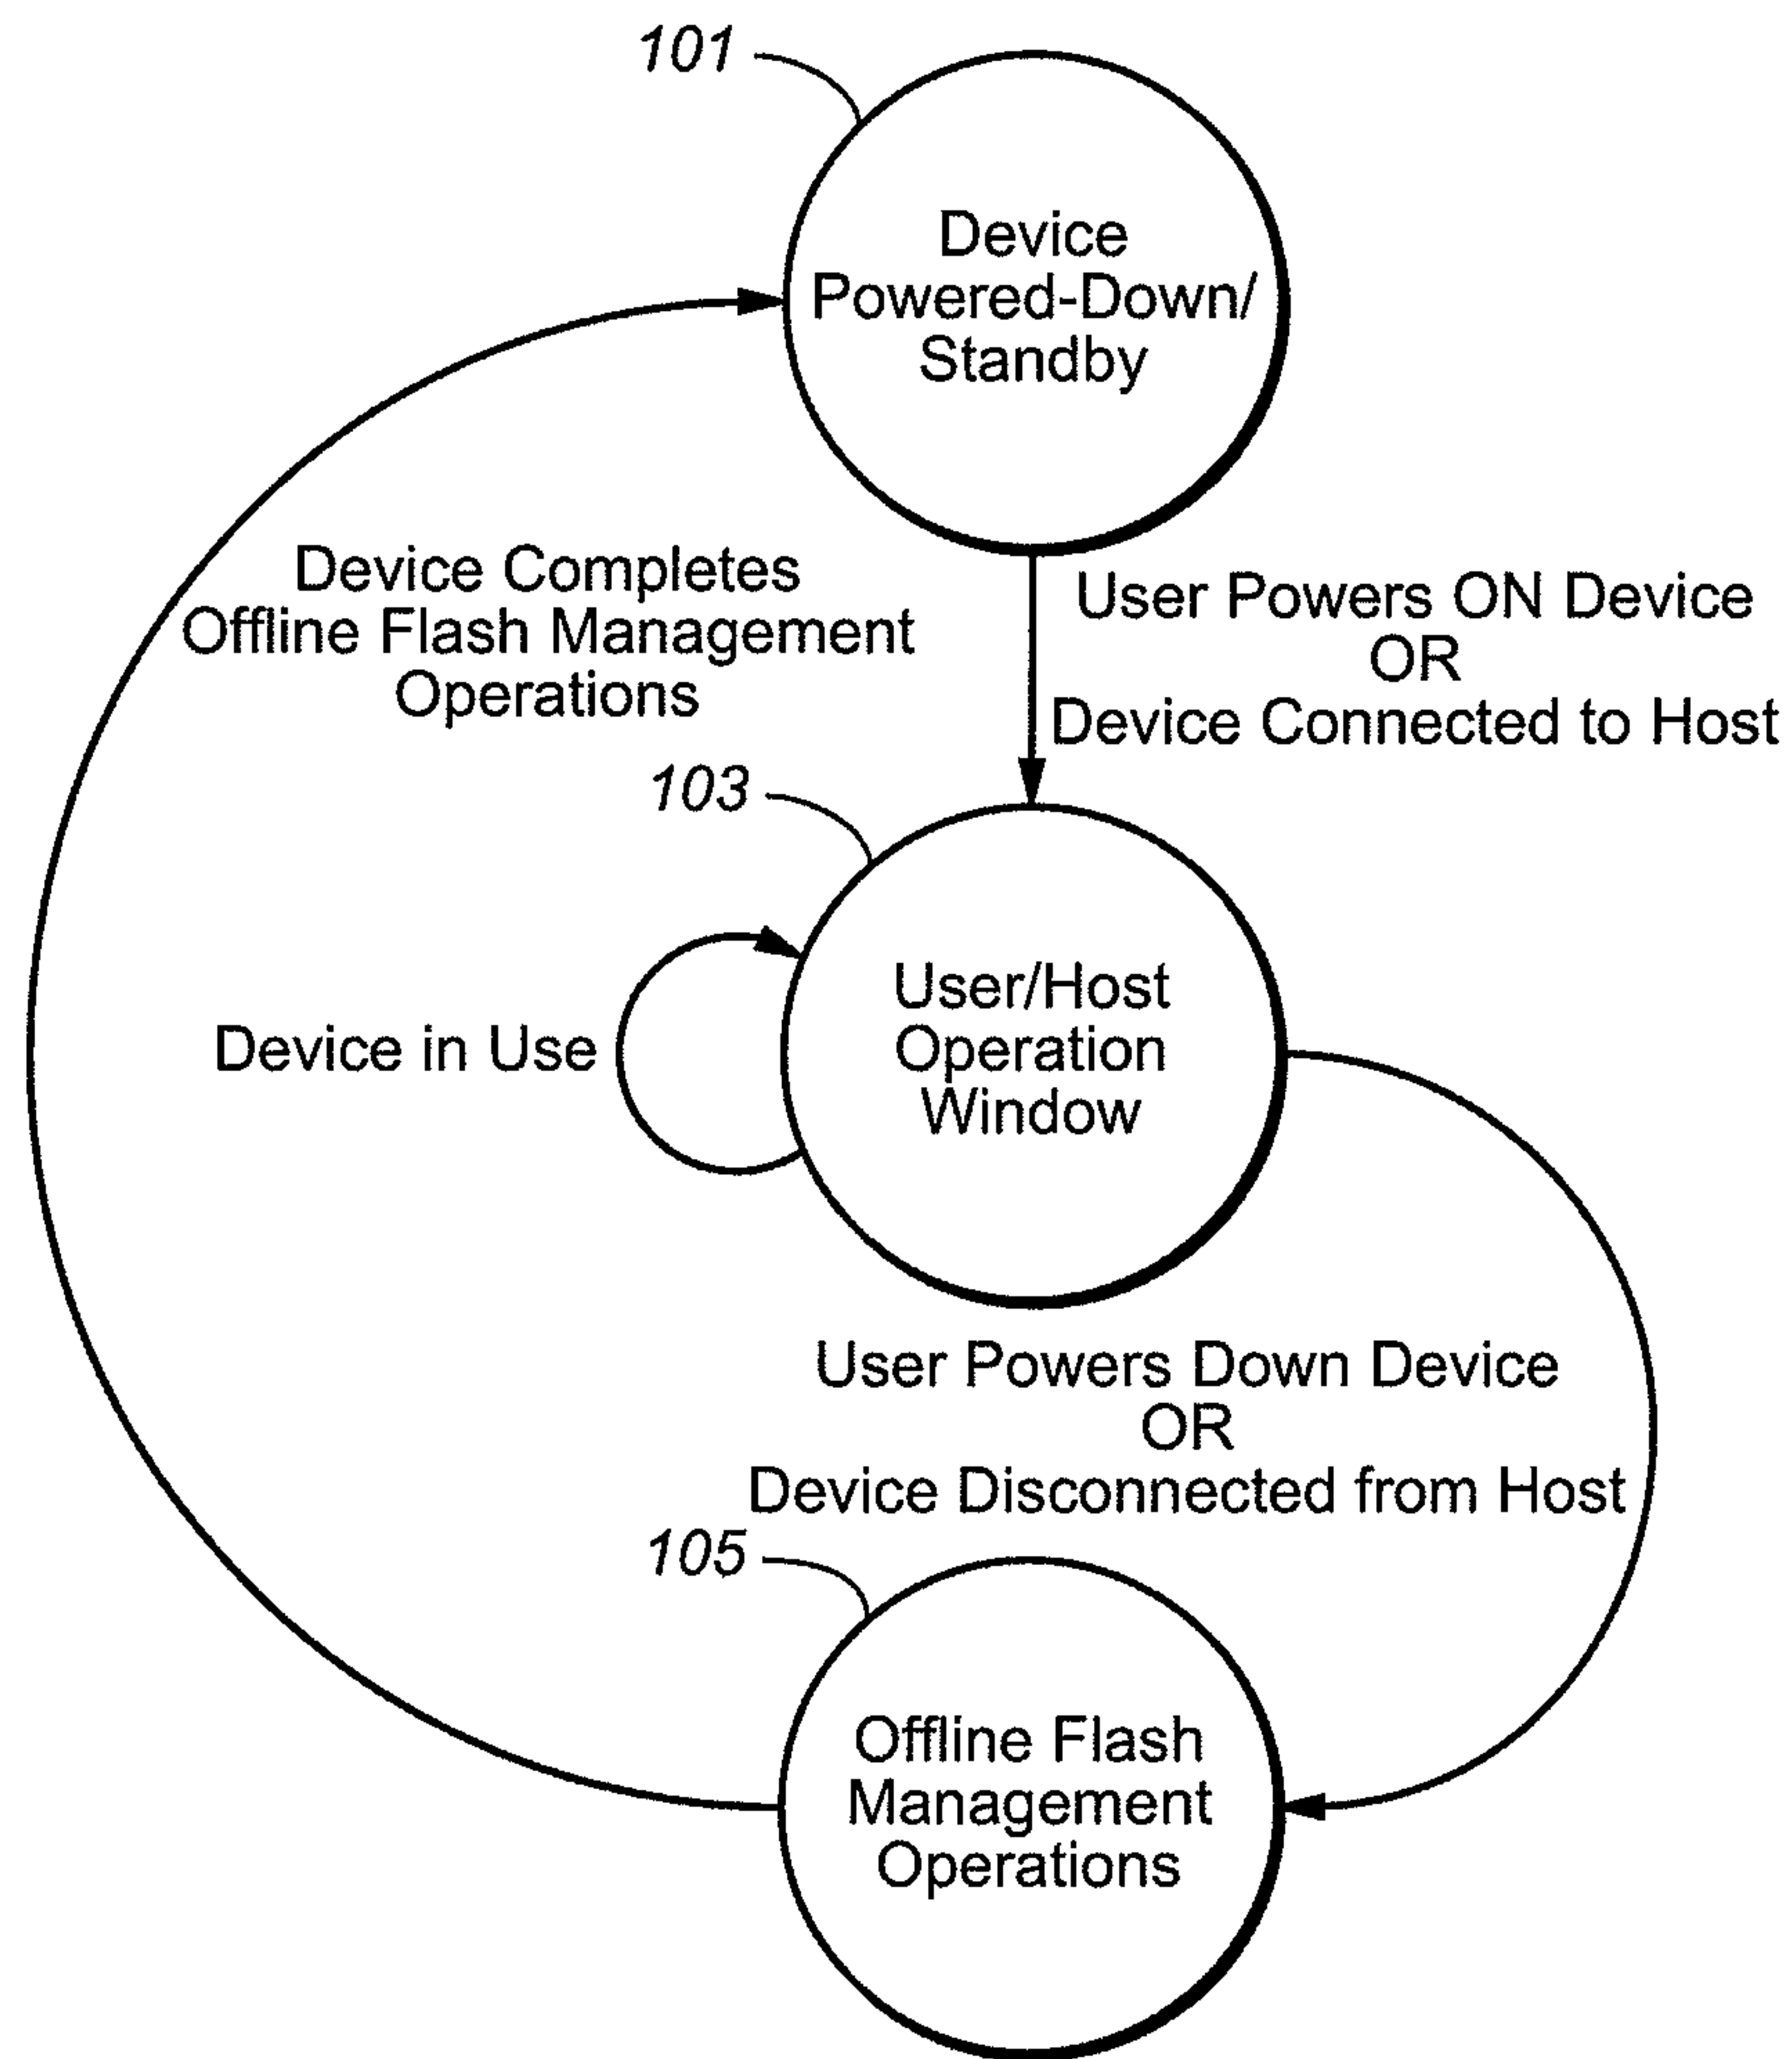 101
Device
Powered-Down/
Standby
Device Completes
Offline Flash Management
Operations
User Powers ON Device
OR
Device Connected to Host
103
User/Host
Operation
Window
Device in Use
User Powers Down Device
OR
Device Disconnected from Host
105
Offline Flash
Management
Operations